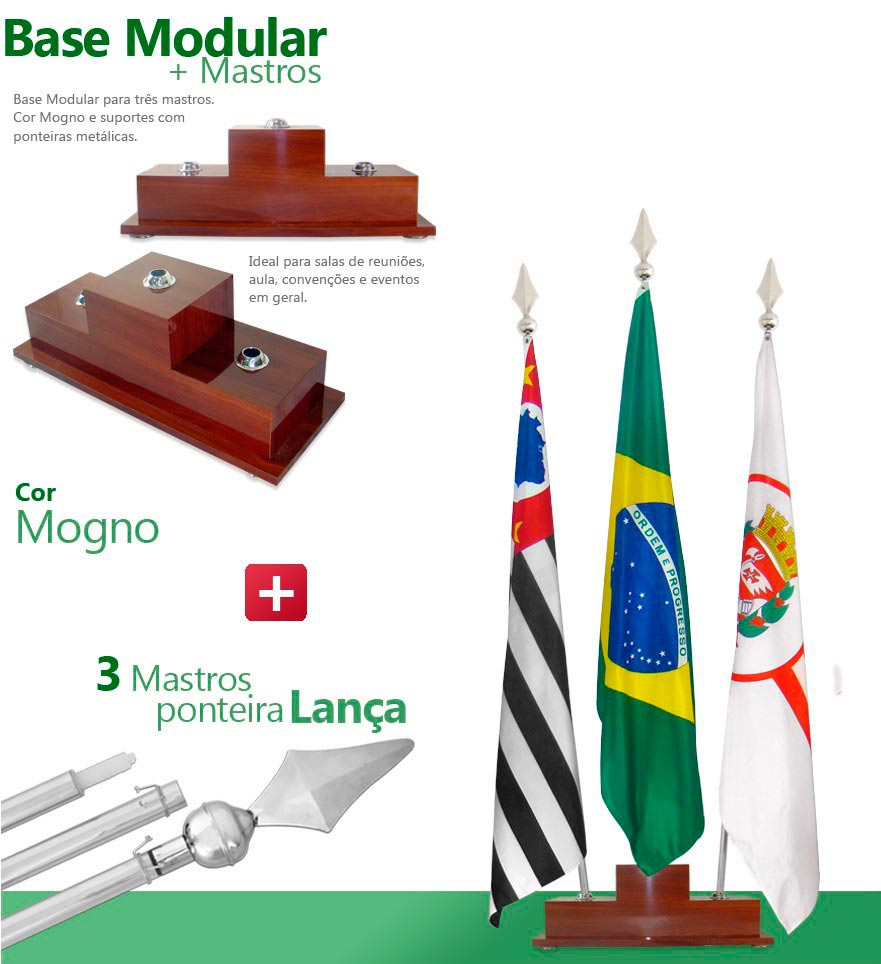 Base Modular
+ Mastros
Base Modular para três mastros.
Cor Mogno e suportes com
ponteiras metálicas.
Ideal para salas de reuniões,
aula, convenções e eventos
em geral.
Cor
Mogno
+
3 Mastros
ponteira Lança
ORDEM E PROGRESSO